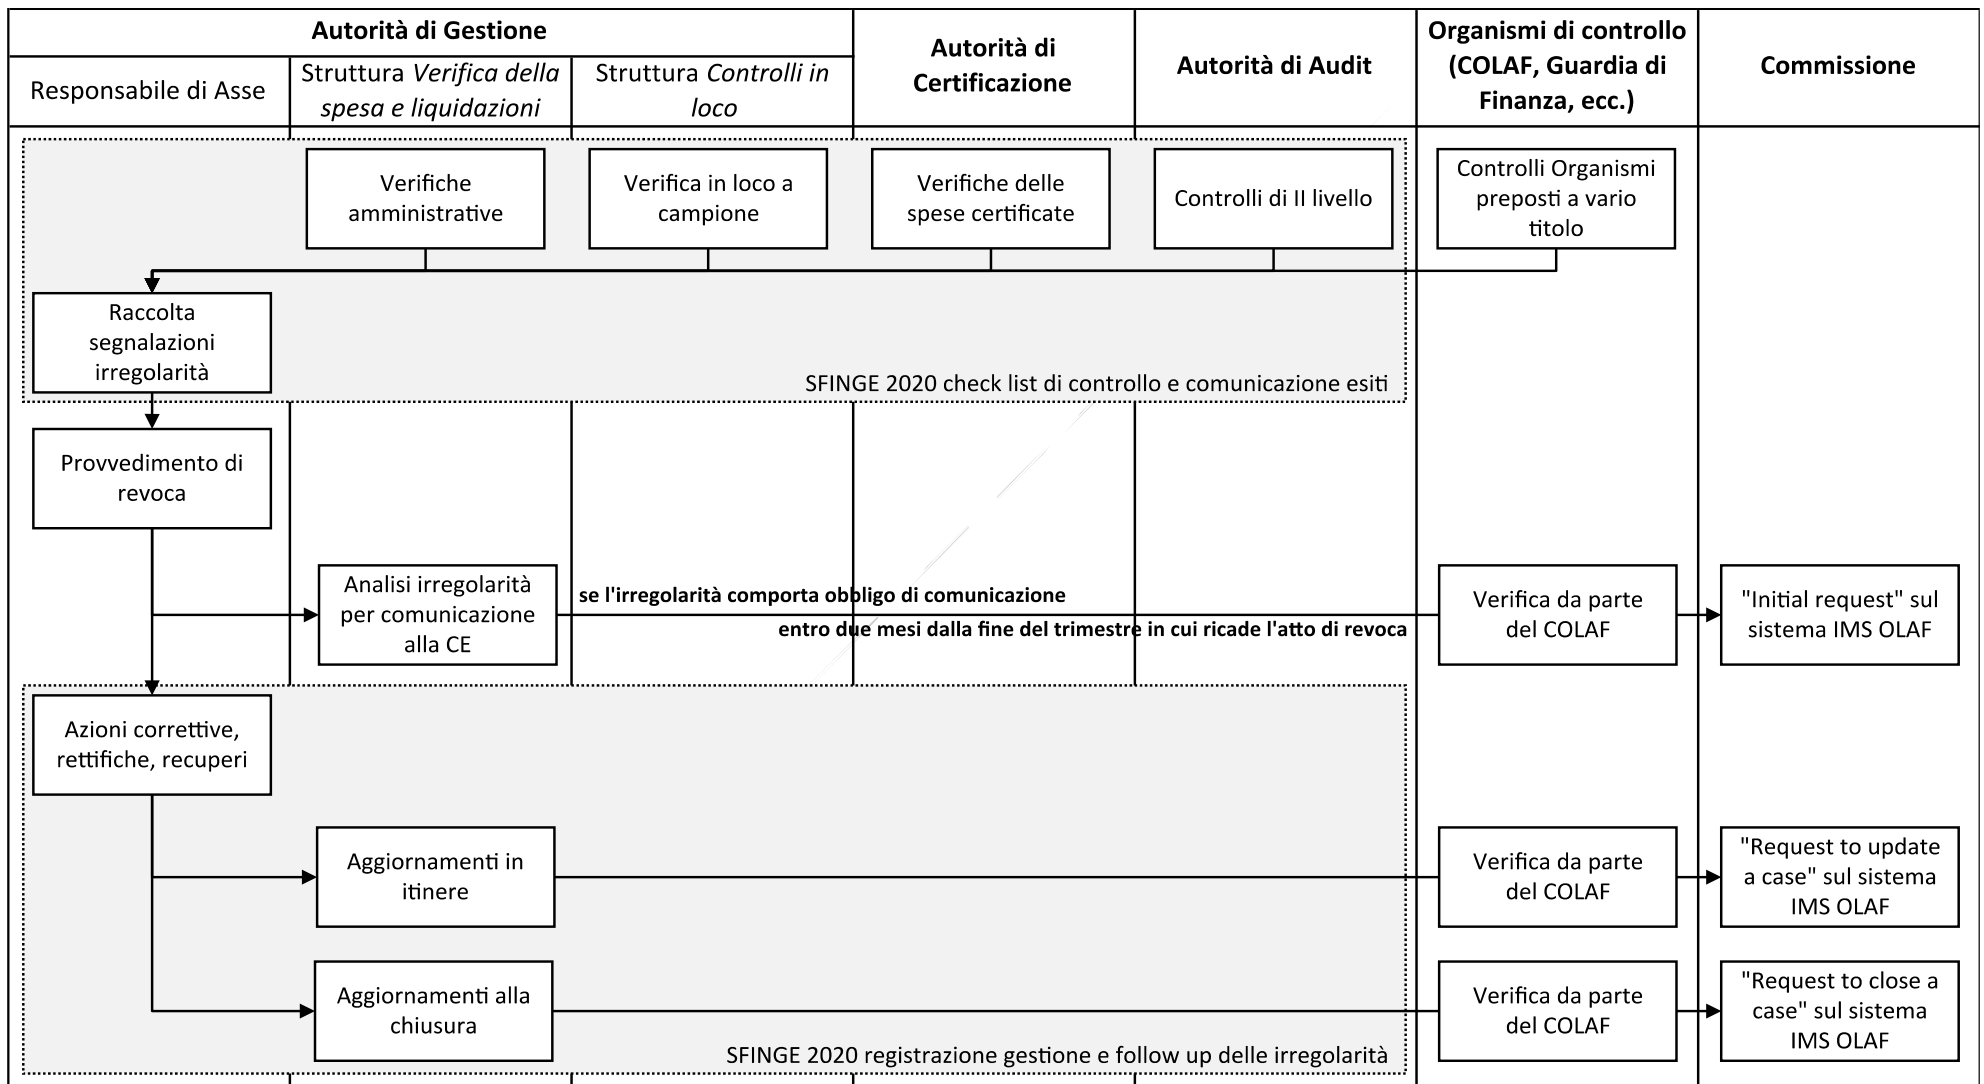 Autorità di Gestione
Autorità di
Certificazione
Autorità di Audit
Organismi di controllo
(COLAF, Guardia di
Finanza, ecc.)
Commissione
Responsabile di Asse
Struttura Verifica della
spesa e liquidazioni
Struttura Controlli in
loco
Verifiche
amministrative
Verifica in loco a
campione
Verifiche delle
spese certificate
Controlli di II livello
Controlli Organismi
preposti a vario
titolo
Raccolta
segnalazioni
irregolarità
SFINGE 2020 check list di controllo e comunicazione esiti
Provvedimento di
revoca
Analisi irregolarità
per comunicazione
alla CE
se l'irregolarità comporta obbligo di comunicazione
entro due mesi dalla fine del trimestre in cui ricade l'atto di revoca
Verifica da parte
del COLAF
"Initial request" sul
sistema IMS OLAF
Azioni correttive,
rettifiche, recuperi
Aggiornamenti in
itinere
Verifica da parte
del COLAF
"Request to update
a case" sul sistema
IMS OLAF
Aggiornamenti alla
chiusura
Verifica da parte
del COLAF
"Request to close a
case" sul sistema
IMS OLAF
SFINGE 2020 registrazione gestione e follow up delle irregolarità